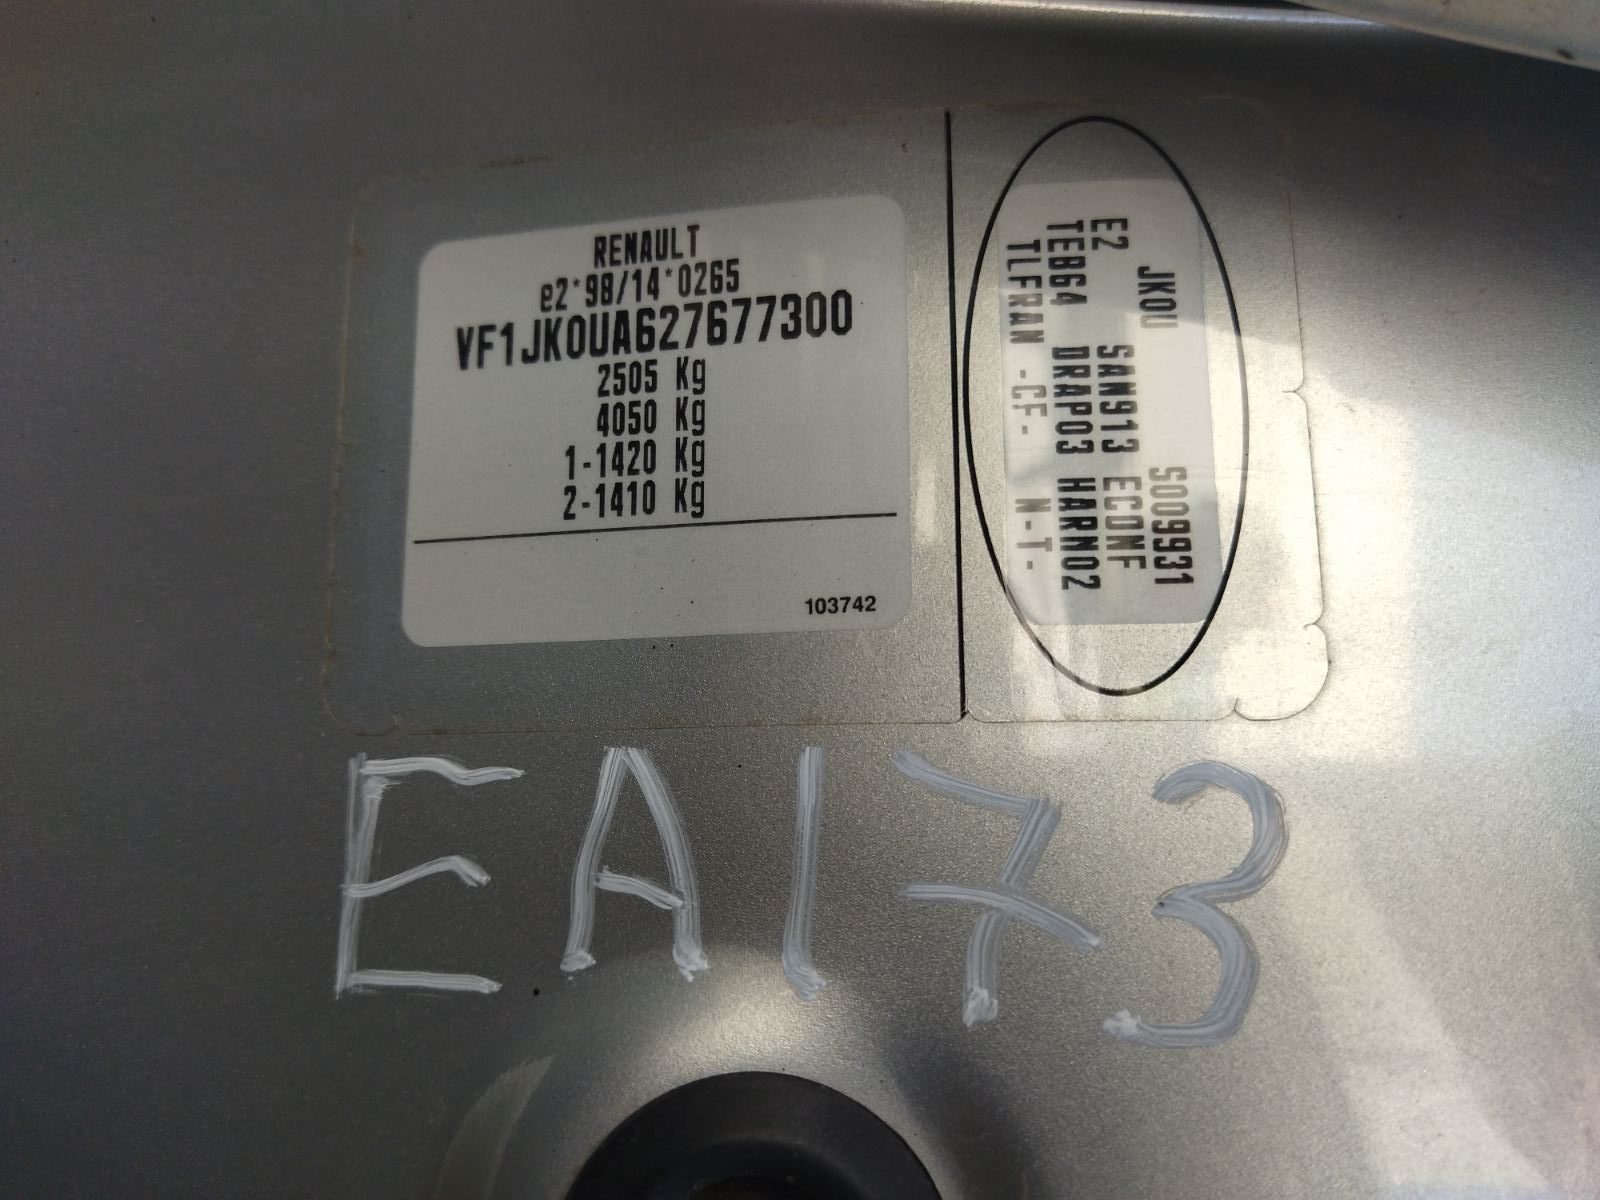 RENAULT
e2*98/14*0265
VF1JK0UA627677300
2505 Kg
4050 Kg
1-1420 Kg
2-1410 Kg
103742
JK0U S009931
E2 SAN913 ECONF
TEB64 DRAP03 HARN02
TLFRAN -CF- N-T-
EA173